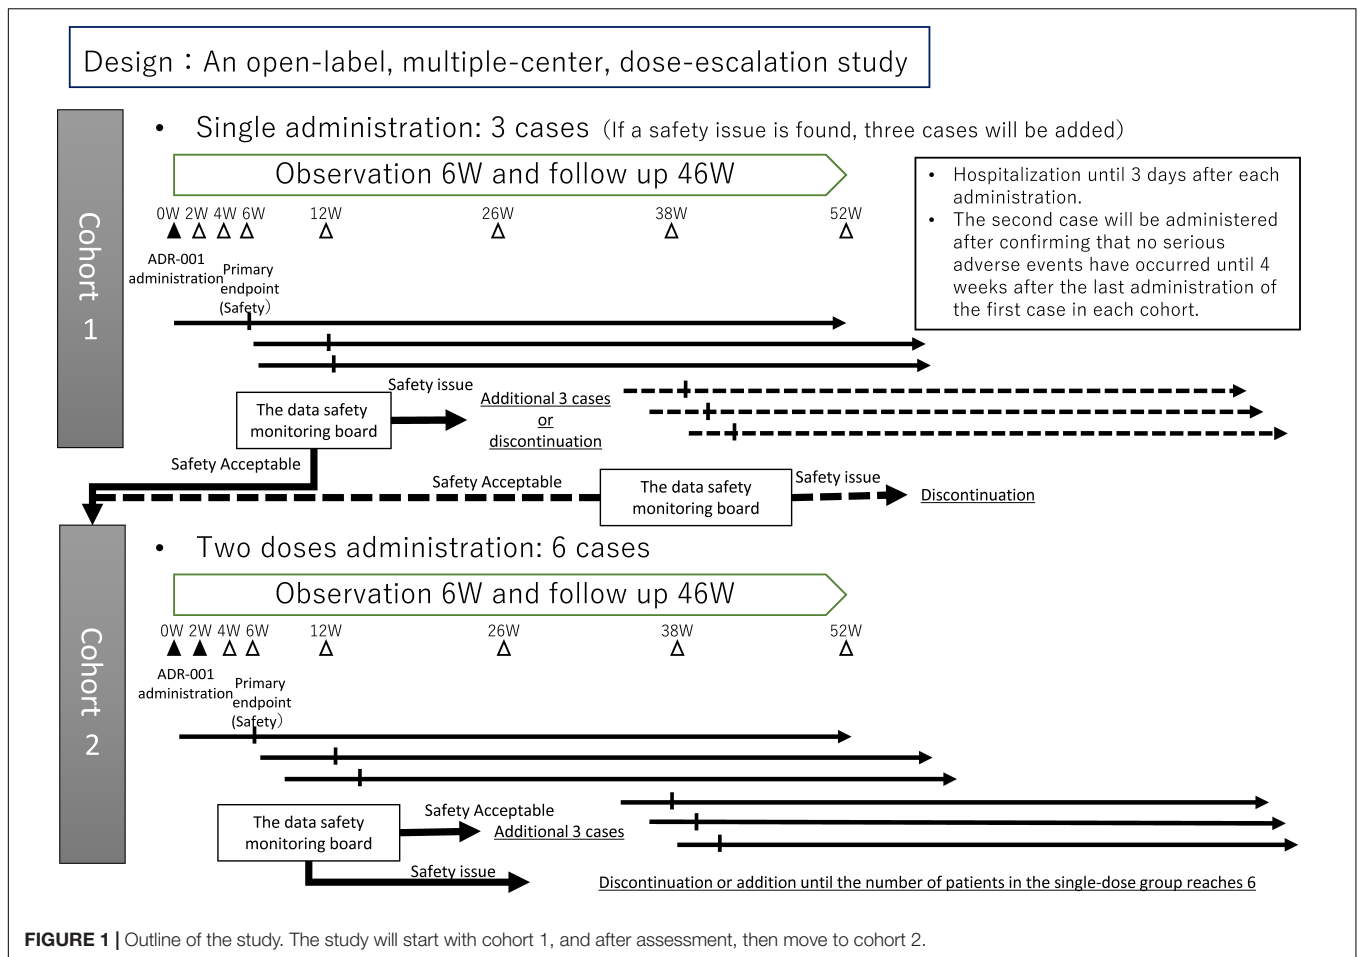 Design：An open-label, multiple-center, dose-escalation study
Cohort 1
• Single administration: 3 cases (If a safety issue is found, three cases will be added)
Observation 6W and follow up 46W
0W 2W 4W 6W 12W 26W 38W 52W
ADR-001
administration
Primary
endpoint
(Safety）
• Hospitalization until 3 days after each
administration.
• The second case will be administered
after confirming that no serious
adverse events have occurred until 4
weeks after the last administration of
the first case in each cohort.
The data safety
monitoring board
Safety issue
Additional 3 cases
or
discontinuation
Safety Acceptable
Safety Acceptable
The data safety
monitoring board
Safety issue
Discontinuation
Cohort 2
• Two doses administration: 6 cases
Observation 6W and follow up 46W
0W 2W 4W 6W 12W 26W 38W 52W
ADR-001
administration
Primary
endpoint
(Safety）
The data safety
monitoring board
Safety Acceptable
Additional 3 cases
Safety issue
Discontinuation or addition until the number of patients in the single-dose group reaches 6
FIGURE 1 | Outline of the study. The study will start with cohort 1, and after assessment, then move to cohort 2.